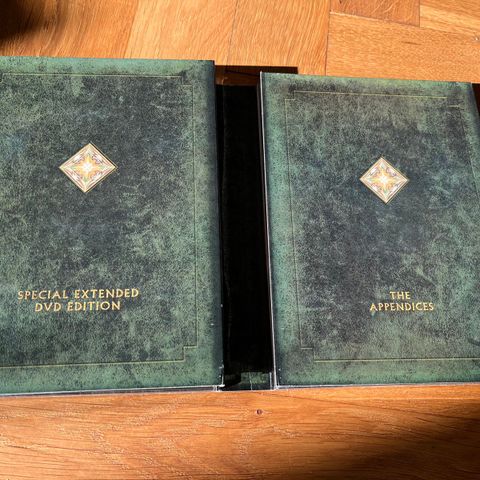 SPECIAL EXTENDED
DVD EDITION
THE
APPENDICES